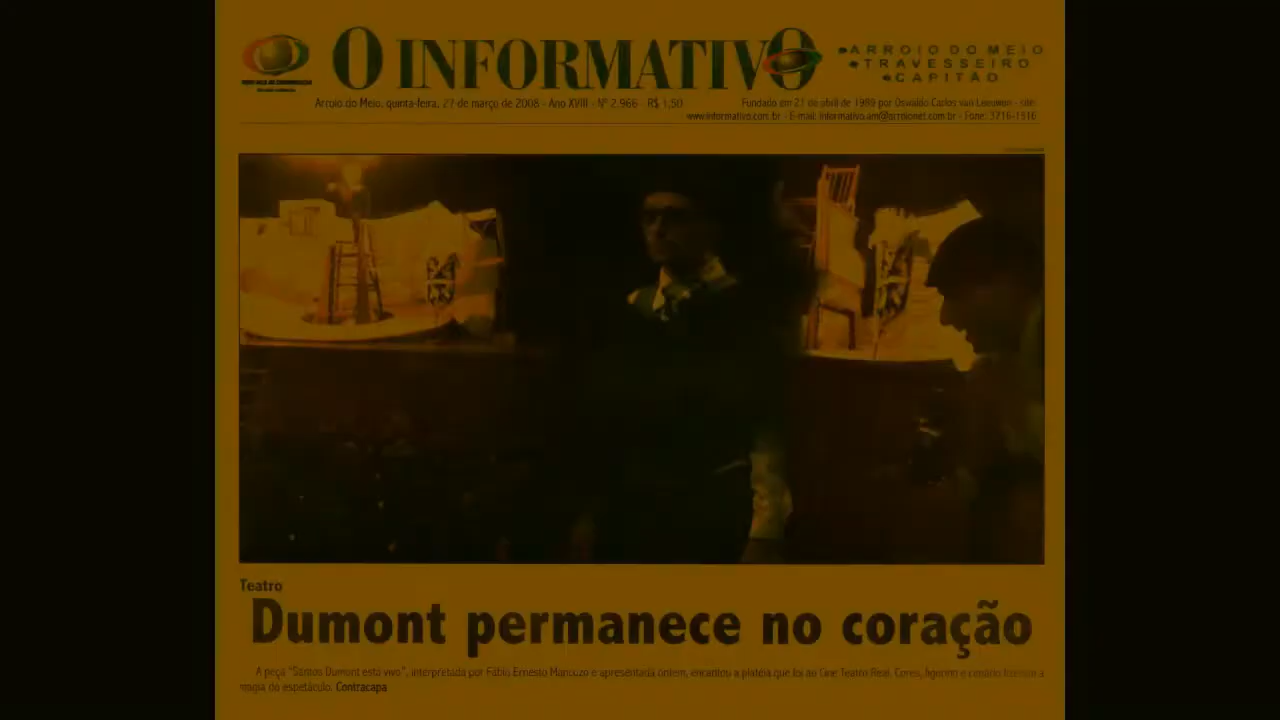 O INFORMATIVO
•ARROIO DO MEIO
•TRAVESSEIRO
•CAPITÃO
Arroio do Meio, quinta-feira, 27 de março de 2008 - Ano XVIII - Nº 2.966 - R$ 1,50
Fundado em 21 de abril de 1989 por Oswaldo Carlos van Leeuwen - site:
www.informativo.com.br - E-mail: informativo.am@arroionet.com.br - Fone: 3716-1516
Teatro
Dumont permanece no coração
A peça "Santos Dumont está vivo", interpretada por Fábio Ernesto Mancuzo e apresentada ontem, encantou a platéia que foi ao Cine Teatro Real. Cores, figurino e cenário fizeram a
magia do espetáculo. Contracapa